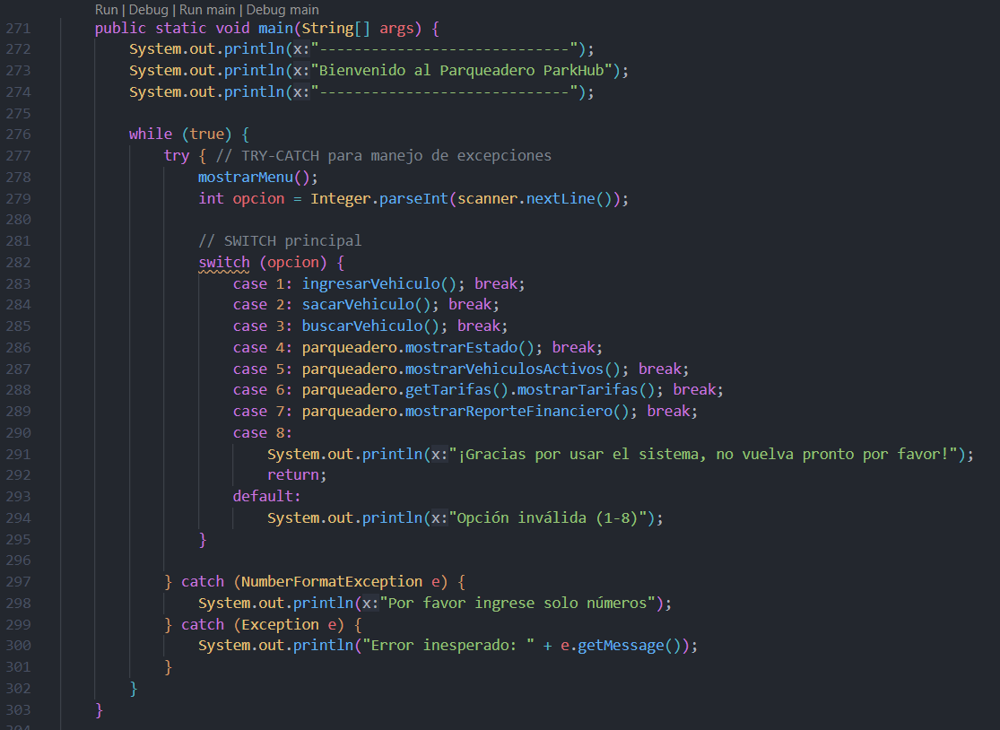 Run | Debug | Run main | Debug main
271 public static void main(String[] args) {
272 System.out.println(x:"-----------------------------");
273 System.out.println(x:"Bienvenido al Parqueadero ParkHub");
274 System.out.println(x:"-----------------------------");
275
276 while (true) {
277 try { // TRY-CATCH para manejo de excepciones
278 mostrarMenu();
279 int opcion = Integer.parseInt(scanner.nextLine());
280
281 // SWITCH principal
282 switch (opcion) {
283 case 1: ingresarVehiculo(); break;
284 case 2: sacarVehiculo(); break;
285 case 3: buscarVehiculo(); break;
286 case 4: parqueadero.mostrarEstado(); break;
287 case 5: parqueadero.mostrarVehiculosActivos(); break;
288 case 6: parqueadero.getTarifas().mostrarTarifas(); break;
289 case 7: parqueadero.mostrarReporteFinanciero(); break;
290 case 8:
291 System.out.println(x:"¡Gracias por usar el sistema, no vuelva pronto por favor!");
292 return;
293 default:
294 System.out.println(x:"Opción inválida (1-8)");
295 }
296
297 } catch (NumberFormatException e) {
298 System.out.println(x:"Por favor ingrese solo números");
299 } catch (Exception e) {
300 System.out.println("Error inesperado: " + e.getMessage());
301 }
302 }
303 }